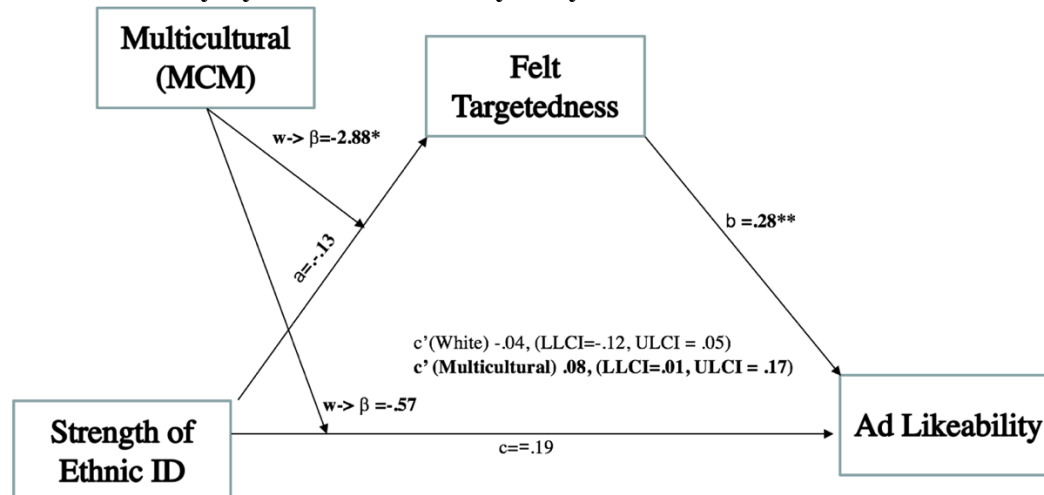 Multicultural
(MCM)
Felt
Targetedness
w-> β=-2.88*
a=.-.13
b =.28**
c'(White) -.04, (LLCI=-.12, ULCI = .05)
c' (Multicultural) .08, (LLCI=.01, ULCI = .17)
w-> β =-.57
Strength of
Ethnic ID
c==.19
Ad Likeability